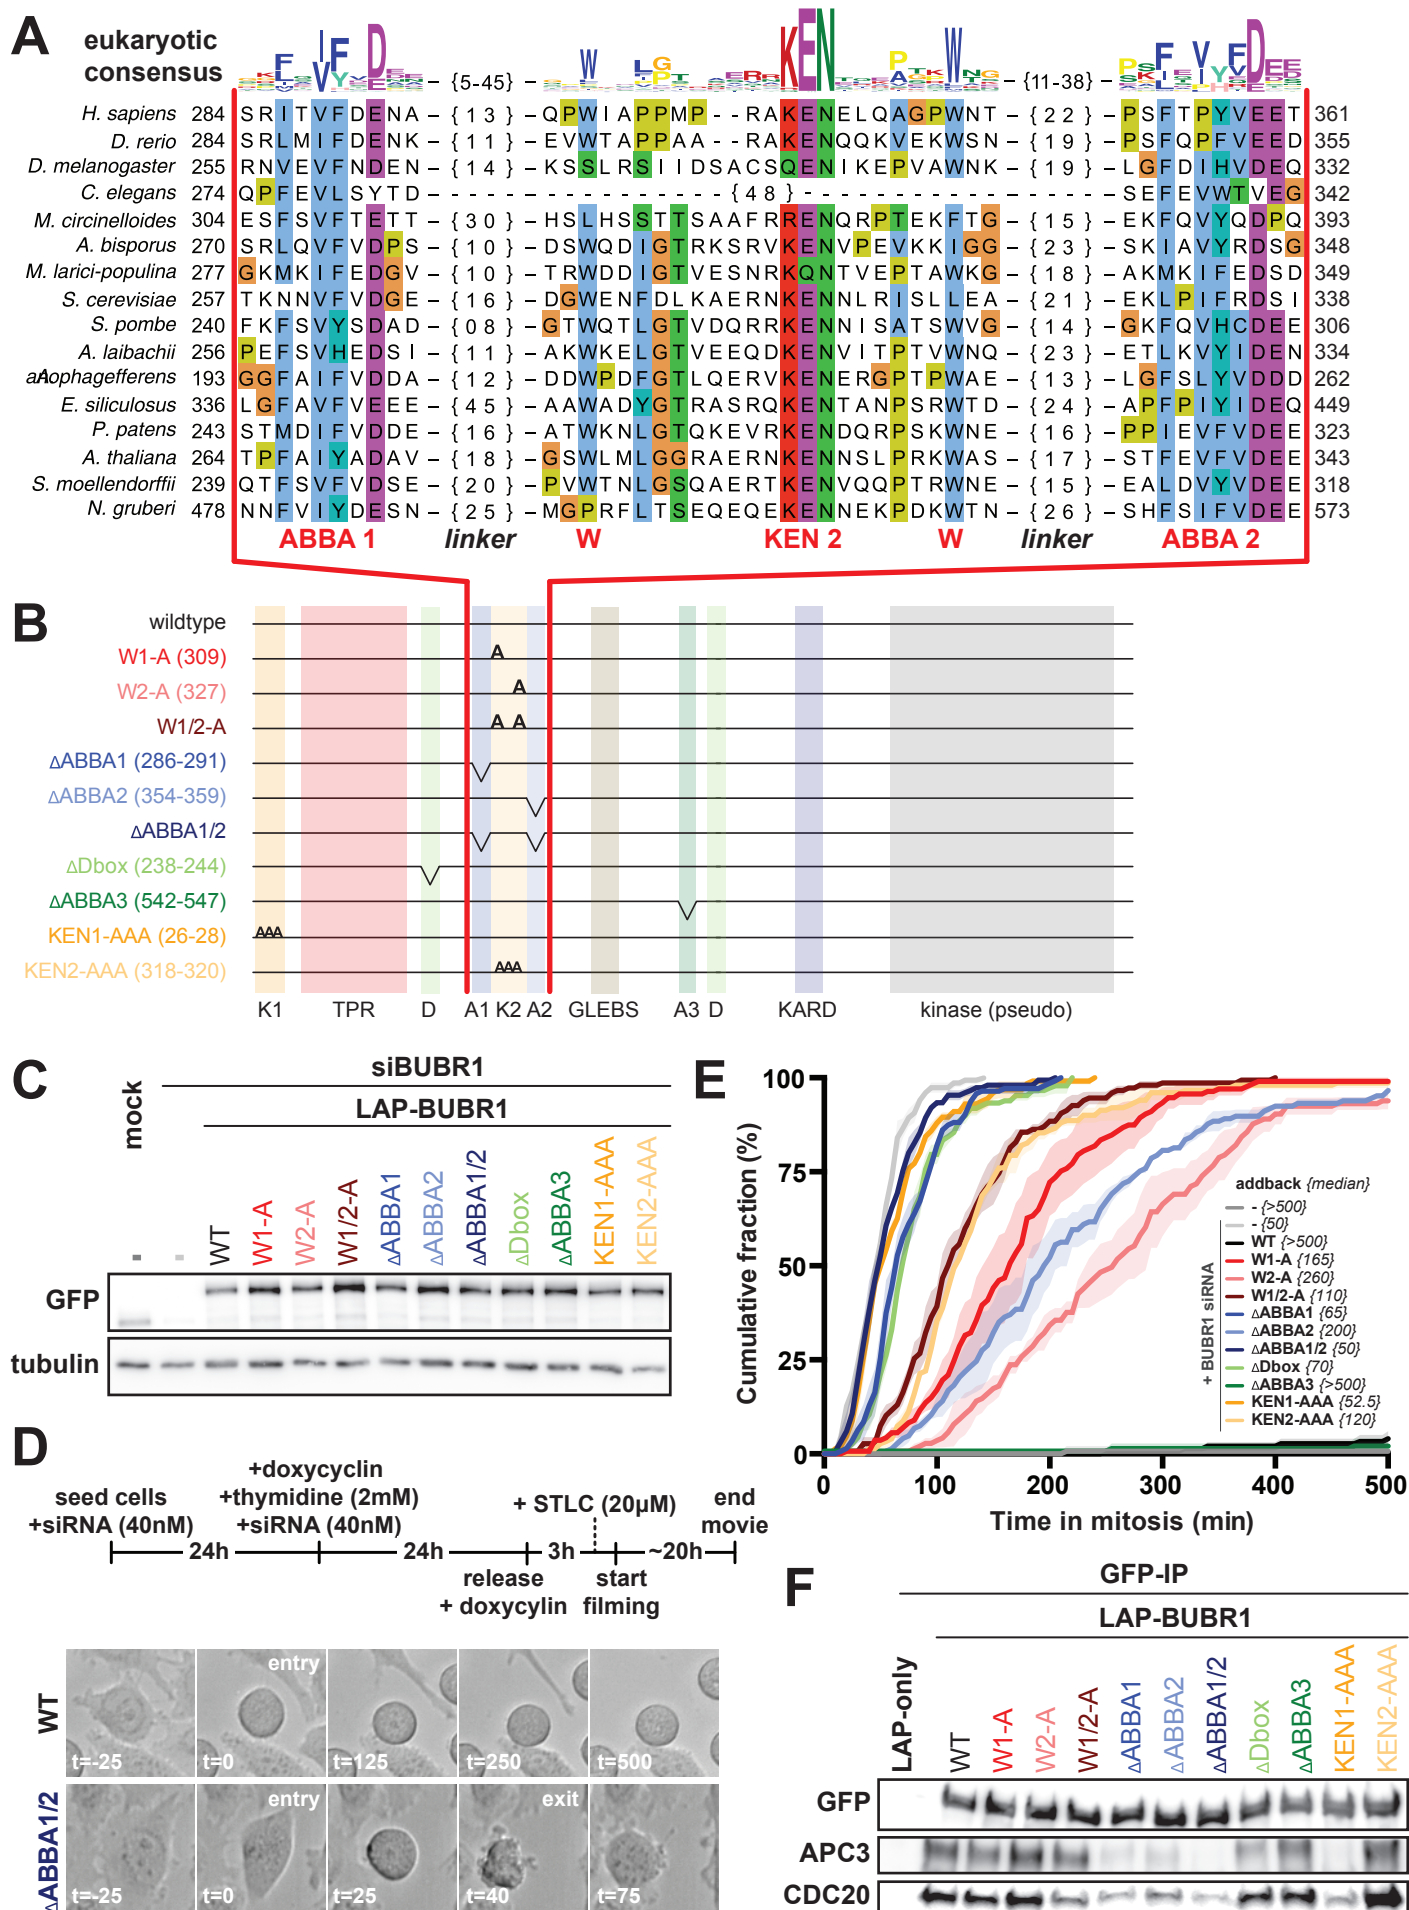 A
eukaryotic
consensus
{5-45}
{11-38}
H. sapiens 284 SRITVFDENA – {13} – QPWIAPPMP--RAKENELQAGPWNT – {22} – PSFTPYVEET 361
D. rerio 284 SRLMIFDENK – {11} – EVWTAPPAA--RAKENQQKVEKWSN – {19} – PSFQPFVEED 355
D. melanogaster 255 RNVEVFNDEN – {14} – KSSLRSIIDSACSQENIKEPVAWNK – {19} – LGFDIHVDEQ 332
C. elegans 274 QPFEVLSYTD - - - {48} - - - SEFEVWTVEG 342
M. circinelloides 304 ESFSVFTETT – {30} – HSLHSSTTSAAFRRENQRPTEKFTG – {15} – EKFQVYQDPQ 393
A. bisporus 270 SRLQVFVDPS – {10} – DSWQDIGTRKSRVKENVPEVKKIGG – {23} – SKIAVYRDSG 348
M. larici-populina 277 GKMKIFEDGV – {10} – TRWDDIGTVESNRKQNTVEPTAWKG – {18} – AKMKIFEDSD 349
S. cerevisiae 257 TKNNVFVDGE – {16} – DGWENFDLKAERNKENNLRISLLEA – {21} – EKLPIFRDSI 338
S. pombe 240 FKFSVYSDAD – {08} – GTWQTLGTVDQRRKENNISATSWVG – {14} – GKFQVHCDEE 306
A. laibachii 256 PEFSVHEDSI – {11} – AKWKELGTVEEQDKENVITPTVWNQ – {23} – ETLKVYIDEN 334
aAophagefferens 193 GGFAIFVDDA – {12} – DDWPDFGTLQERVKENERGPTPWAE – {13} – LGFSLYVDDD 262
E. siliculosus 336 LGFAVFVEEE – {45} – AAWADYGTRASRQKENTANPSRWTD – {24} – APFPIYIDEQ 449
P. patens 243 STMDIFVDDE – {16} – ATWKNLGTQKEVRKENDQRPSKWNE – {16} – PPIEVFVDEE 323
A. thaliana 264 TPFAIYADAV – {18} – GSWLMLGGRAERNKENNSLPRKWAS – {17} – STFEVFVDEE 343
S. moellendorffii 239 QTFSVFVDSE – {20} – PVWTNLGSQAERTKENVQQPTRWNE – {15} – EALDVYVDEE 318
N. gruberi 478 NNFVIYDESN – {25} – MGPRFLTSEQEQEKENNEKPDKWTN – {26} – SHFSIFVDEE 573
ABBA 1 linker W KEN 2 W linker ABBA 2
B
wildtype
W1-A (309) A
W2-A (327) A
W1/2-A A A
ΔABBA1 (286-291)
ΔABBA2 (354-359)
ΔABBA1/2
ΔDbox (238-244)
ΔABBA3 (542-547)
KEN1-AAA (26-28) AAA
KEN2-AAA (318-320) AAA
K1 TPR D A1 K2 A2 GLEBS A3 D KARD kinase (pseudo)
C
siBUBR1
LAP-BUBR1
mock
- - WT W1-A W2-A W1/2-A ΔABBA1 ΔABBA2 ΔABBA1/2 ΔDbox ΔABBA3 KEN1-AAA KEN2-AAA
GFP
tubulin
D
seed cells
+siRNA (40nM)
+doxycyclin
+thymidine (2mM)
+siRNA (40nM)
+ STLC (20µM)
end
movie
24h 24h 3h ~20h
release
+ doxycylin
start
filming
WT
entry
t=-25 t=0 t=125 t=250 t=500
ΔABBA1/2
entry exit
t=-25 t=0 t=25 t=40 t=75
E
Cumulative fraction (%)
100
75
50
25
0
0 100 200 300 400 500
Time in mitosis (min)
addback {median}
- {>500}
+ BUBR1 siRNA
- {50}
WT {>500}
W1-A {165}
W2-A {260}
W1/2-A {110}
ΔABBA1 {65}
ΔABBA2 {200}
ΔABBA1/2 {50}
ΔDbox {70}
ΔABBA3 {>500}
KEN1-AAA {52.5}
KEN2-AAA {120}
F
GFP-IP
LAP-BUBR1
LAP-only WT W1-A W2-A W1/2-A ΔABBA1 ΔABBA2 ΔABBA1/2 ΔDbox ΔABBA3 KEN1-AAA KEN2-AAA
GFP
APC3
CDC20